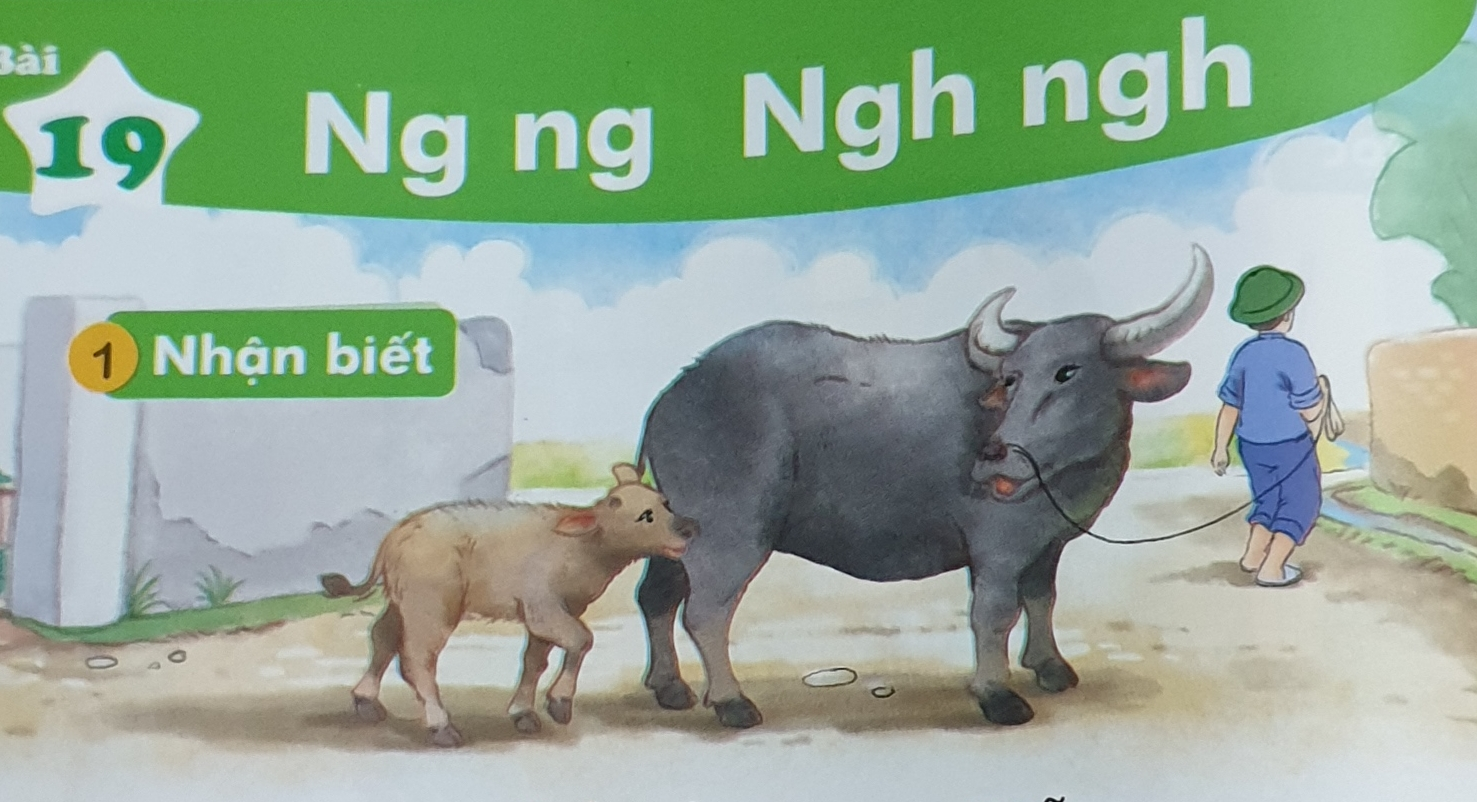 Bài
19
Ng ng Ngh ngh
1 Nhận biết